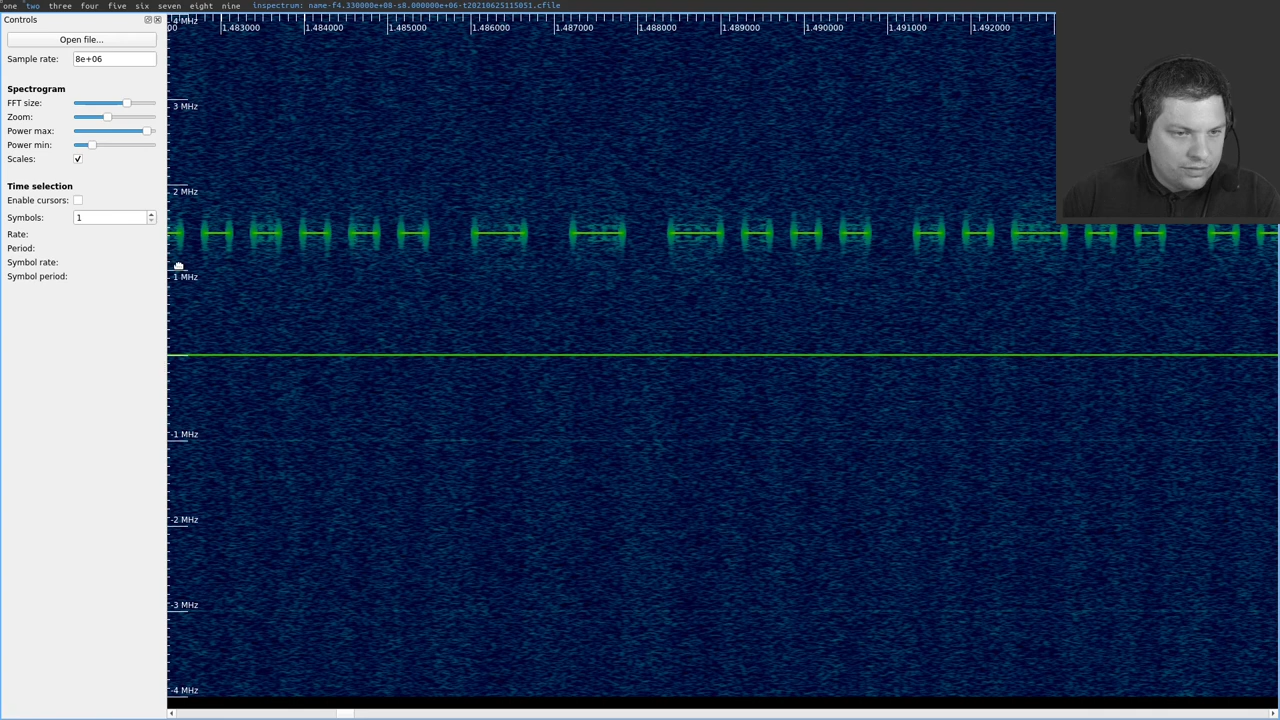 one two three four five six seven eight nine inspectrum: name-f4.330000e+08-s8.000000e+06-t20210625115051.cfile
Controls
Open file...
Sample rate: 8e+06
Spectrogram
FFT size:
Zoom:
Power max:
Power min:
Scales:
Time selection
Enable cursors:
Symbols: 1
Rate:
Period:
Symbol rate:
Symbol period:
00 1.483000 1.484000 1.485000 1.486000 1.487000 1.488000 1.489000 1.490000 1.491000 1.492000
4 MHz
3 MHz
2 MHz
1 MHz
-1 MHz
-2 MHz
-3 MHz
-4 MHz